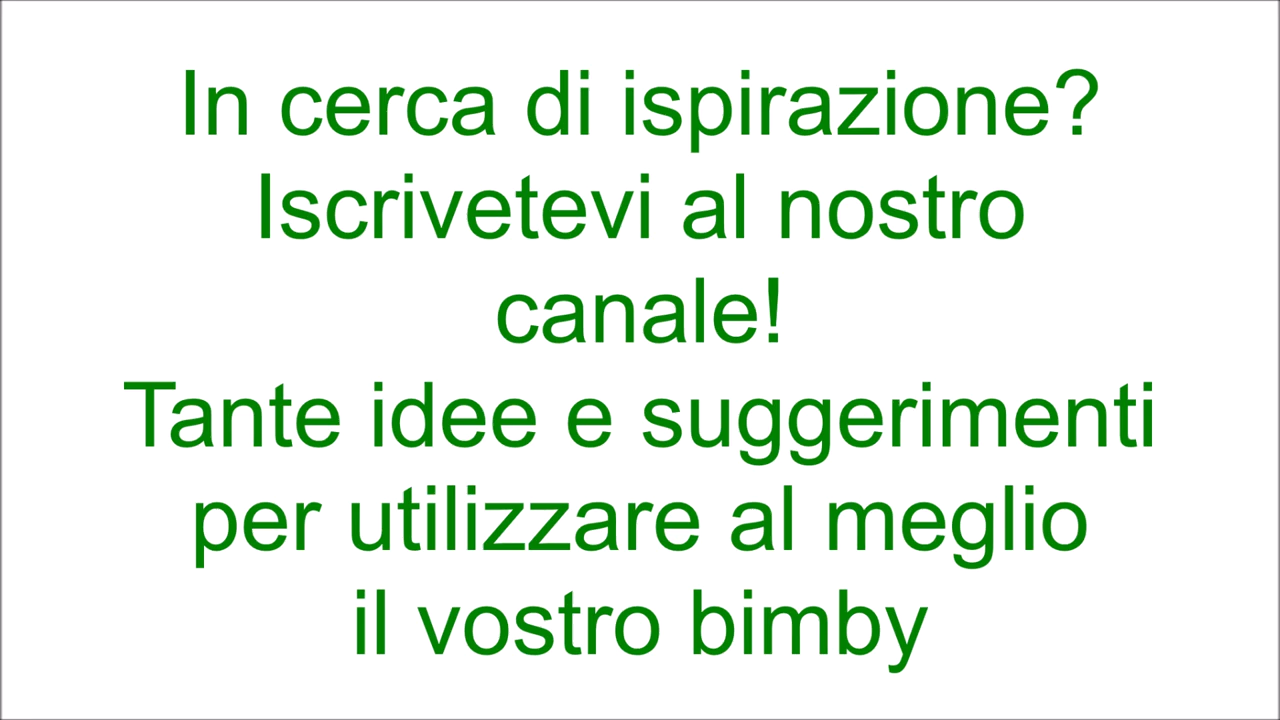 In cerca di ispirazione?
Iscrivetevi al nostro
canale!
Tante idee e suggerimenti
per utilizzare al meglio
il vostro bimby